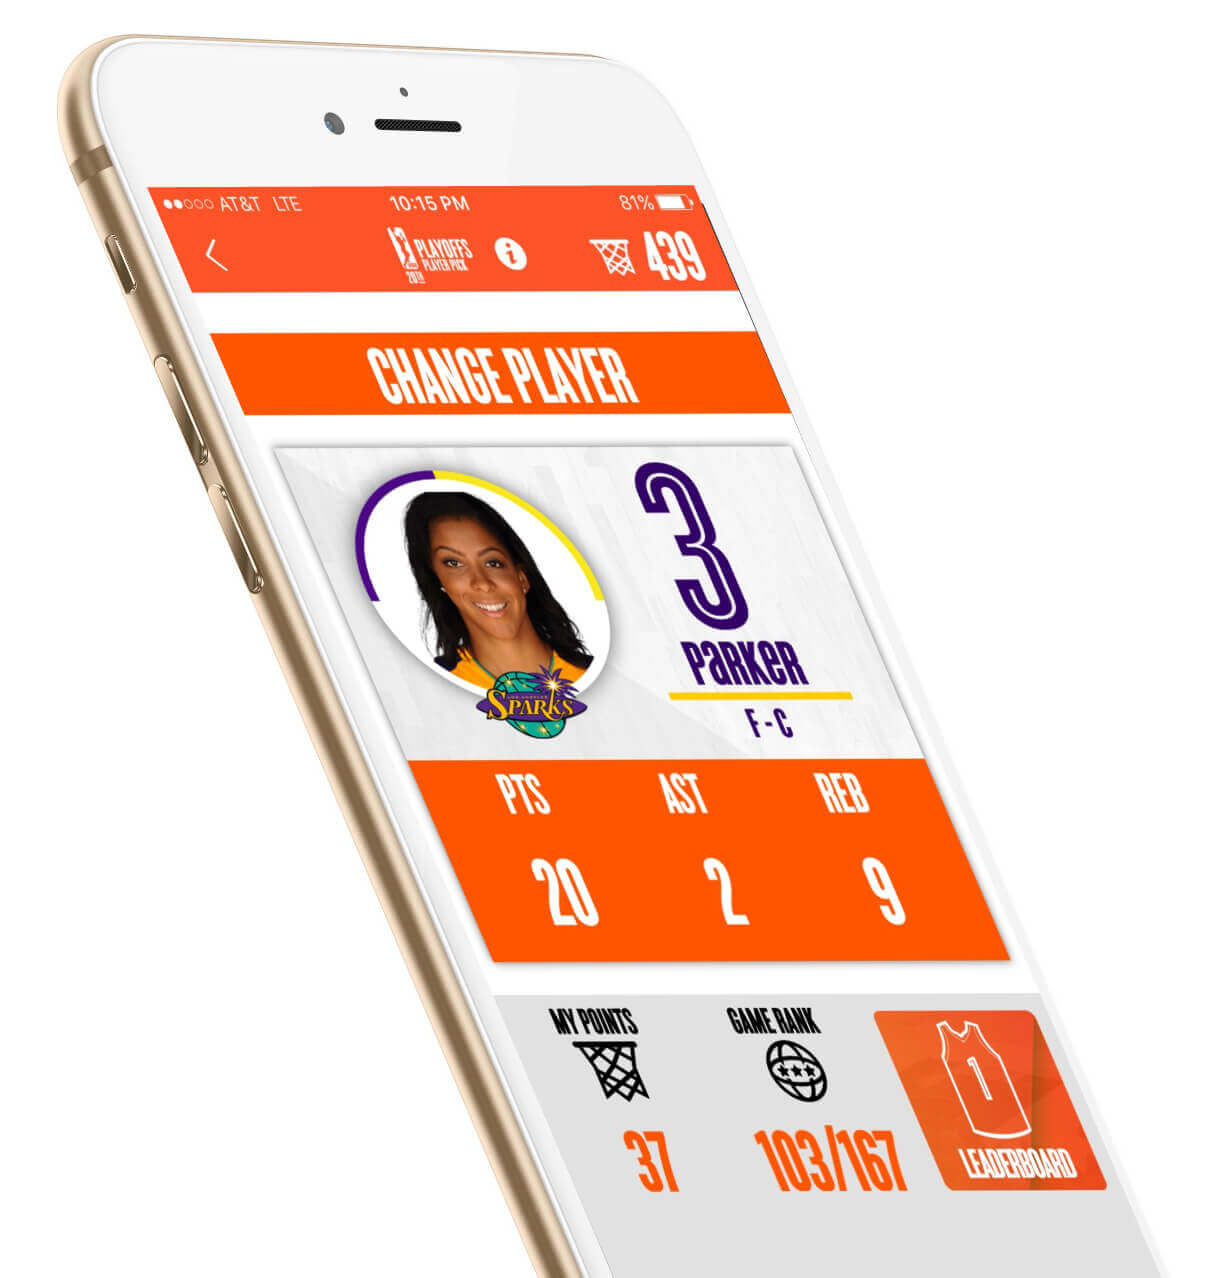 AT&T LTE 10:15 PM 81%
PLAYOFFS
PLAYER PICK
20TH
i
439
CHANGE PLAYER
3
PARKER
SPARKS
F - C
PTS AST REB
20 2 9
MY POINTS GAME RANK
1
37 103/167
LEADERBOARD